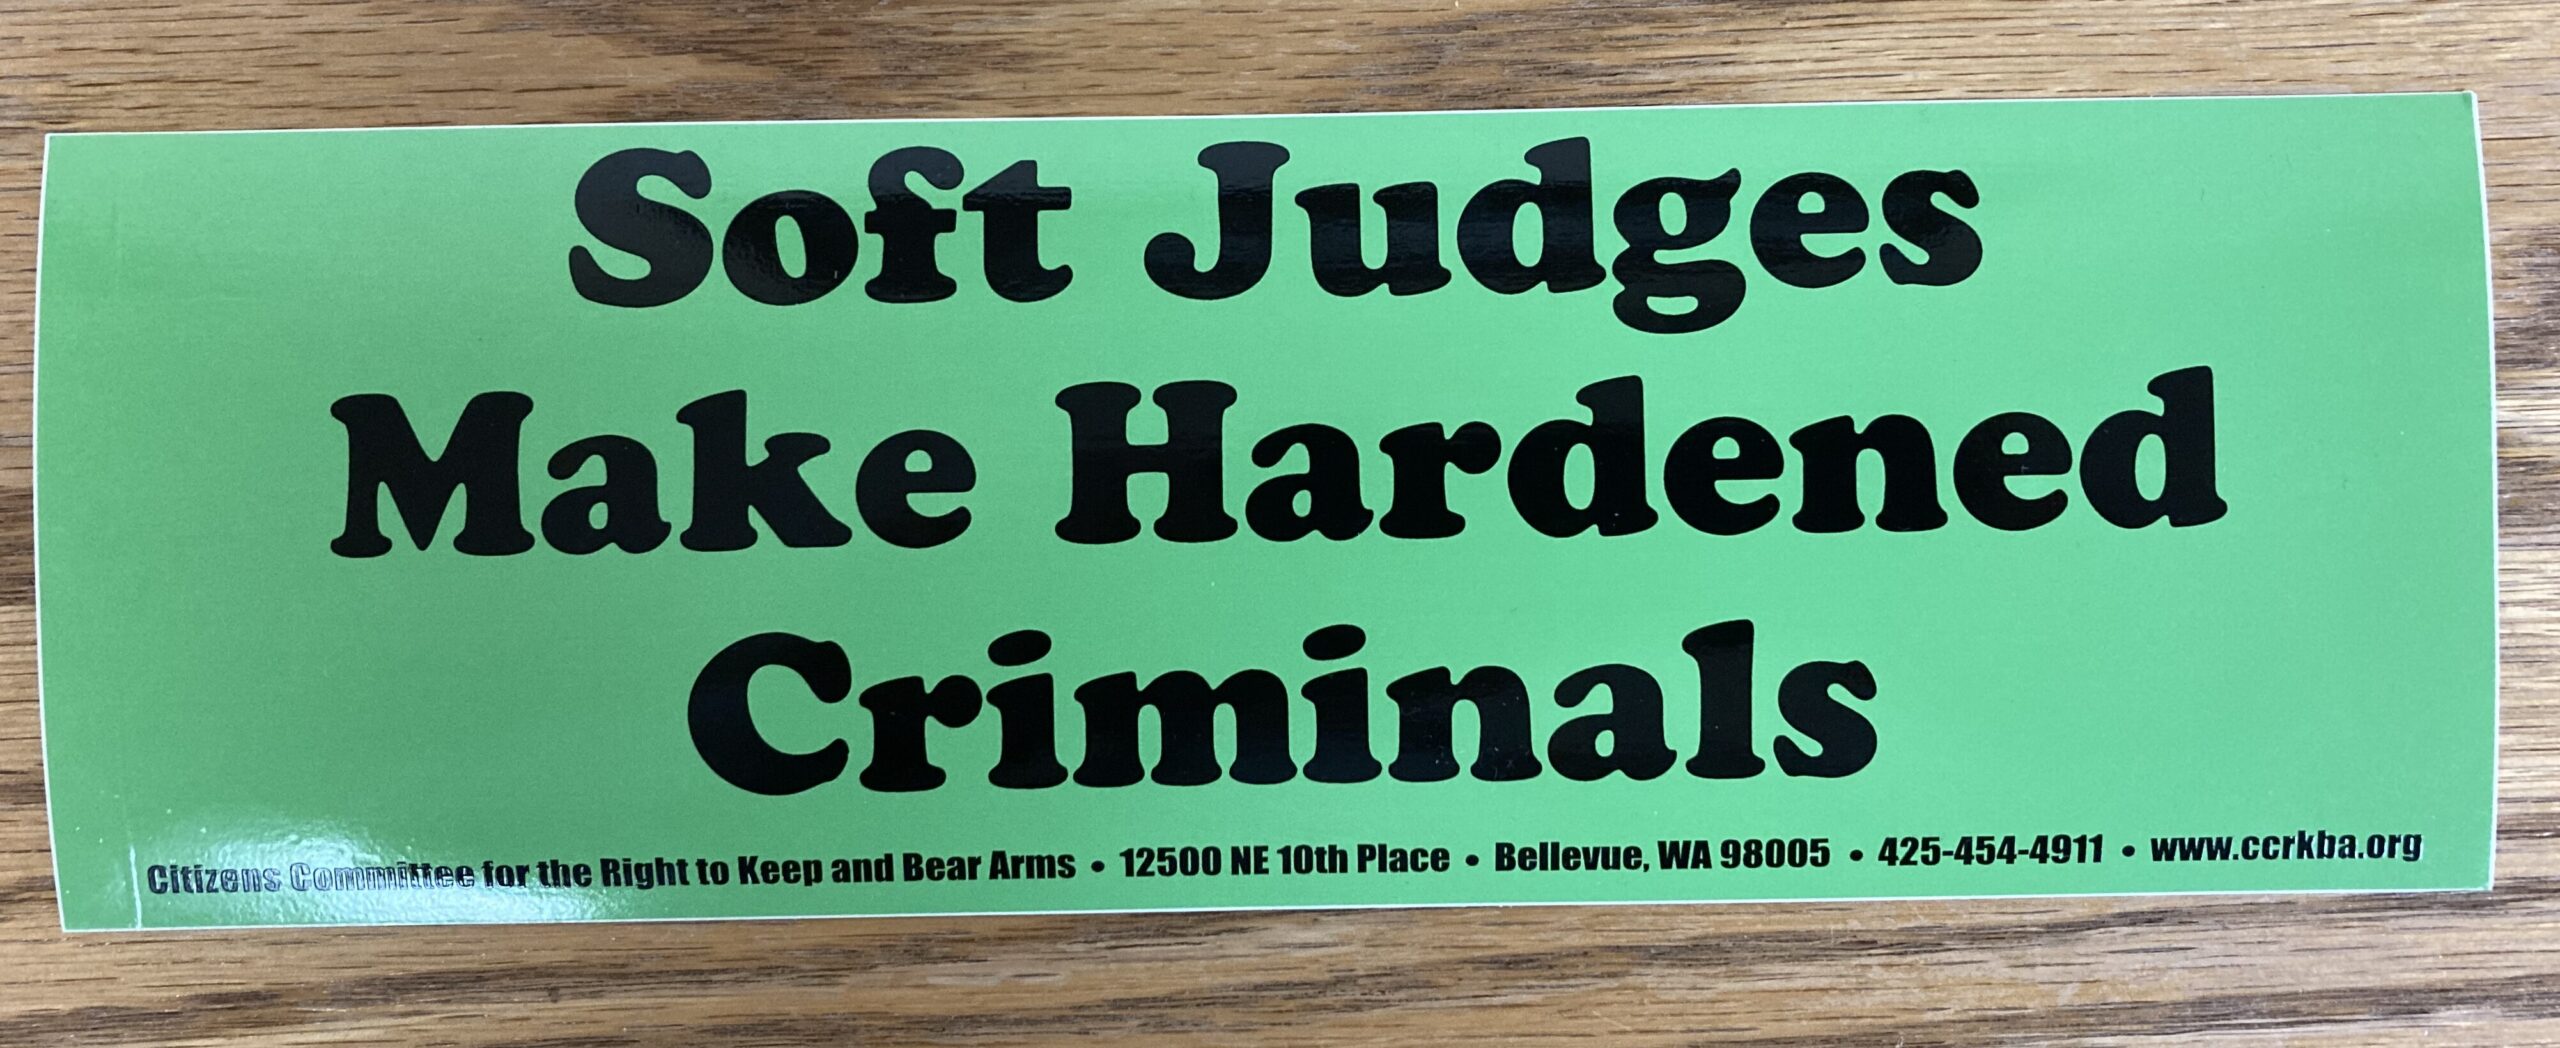 Soft Judges
Make Hardened
Criminals
Citizens Committee for the Right to Keep and Bear Arms • 12500 NE 10th Place • Bellevue, WA 98005 • 425-454-4911 • www.ccrkba.org